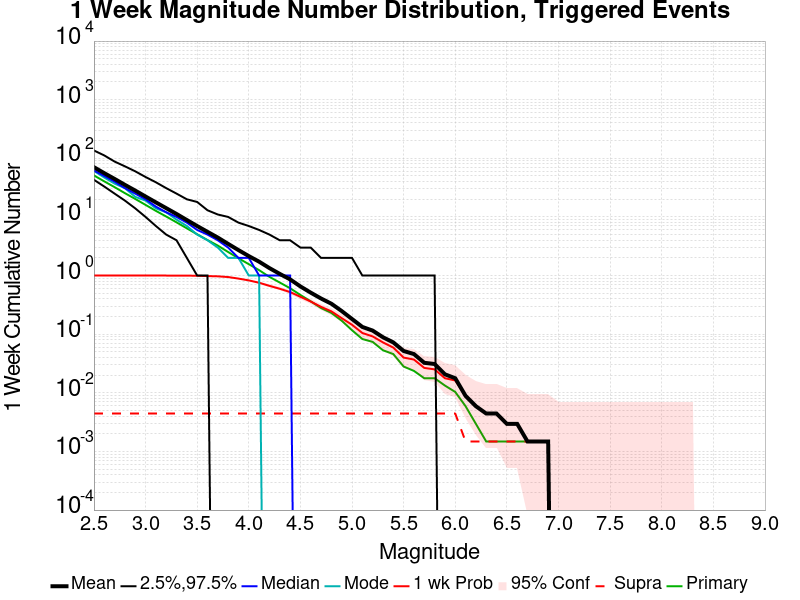 1 Week Magnitude Number Distribution, Triggered Events
1 Week Cumulative Number
10^4
10^3
10^2
10^1
10^0
10^-1
10^-2
10^-3
10^-4
2.5 3.0 3.5 4.0 4.5 5.0 5.5 6.0 6.5 7.0 7.5 8.0 8.5 9.0
Magnitude
Mean 2.5%,97.5% Median Mode 1 wk Prob 95% Conf Supra Primary